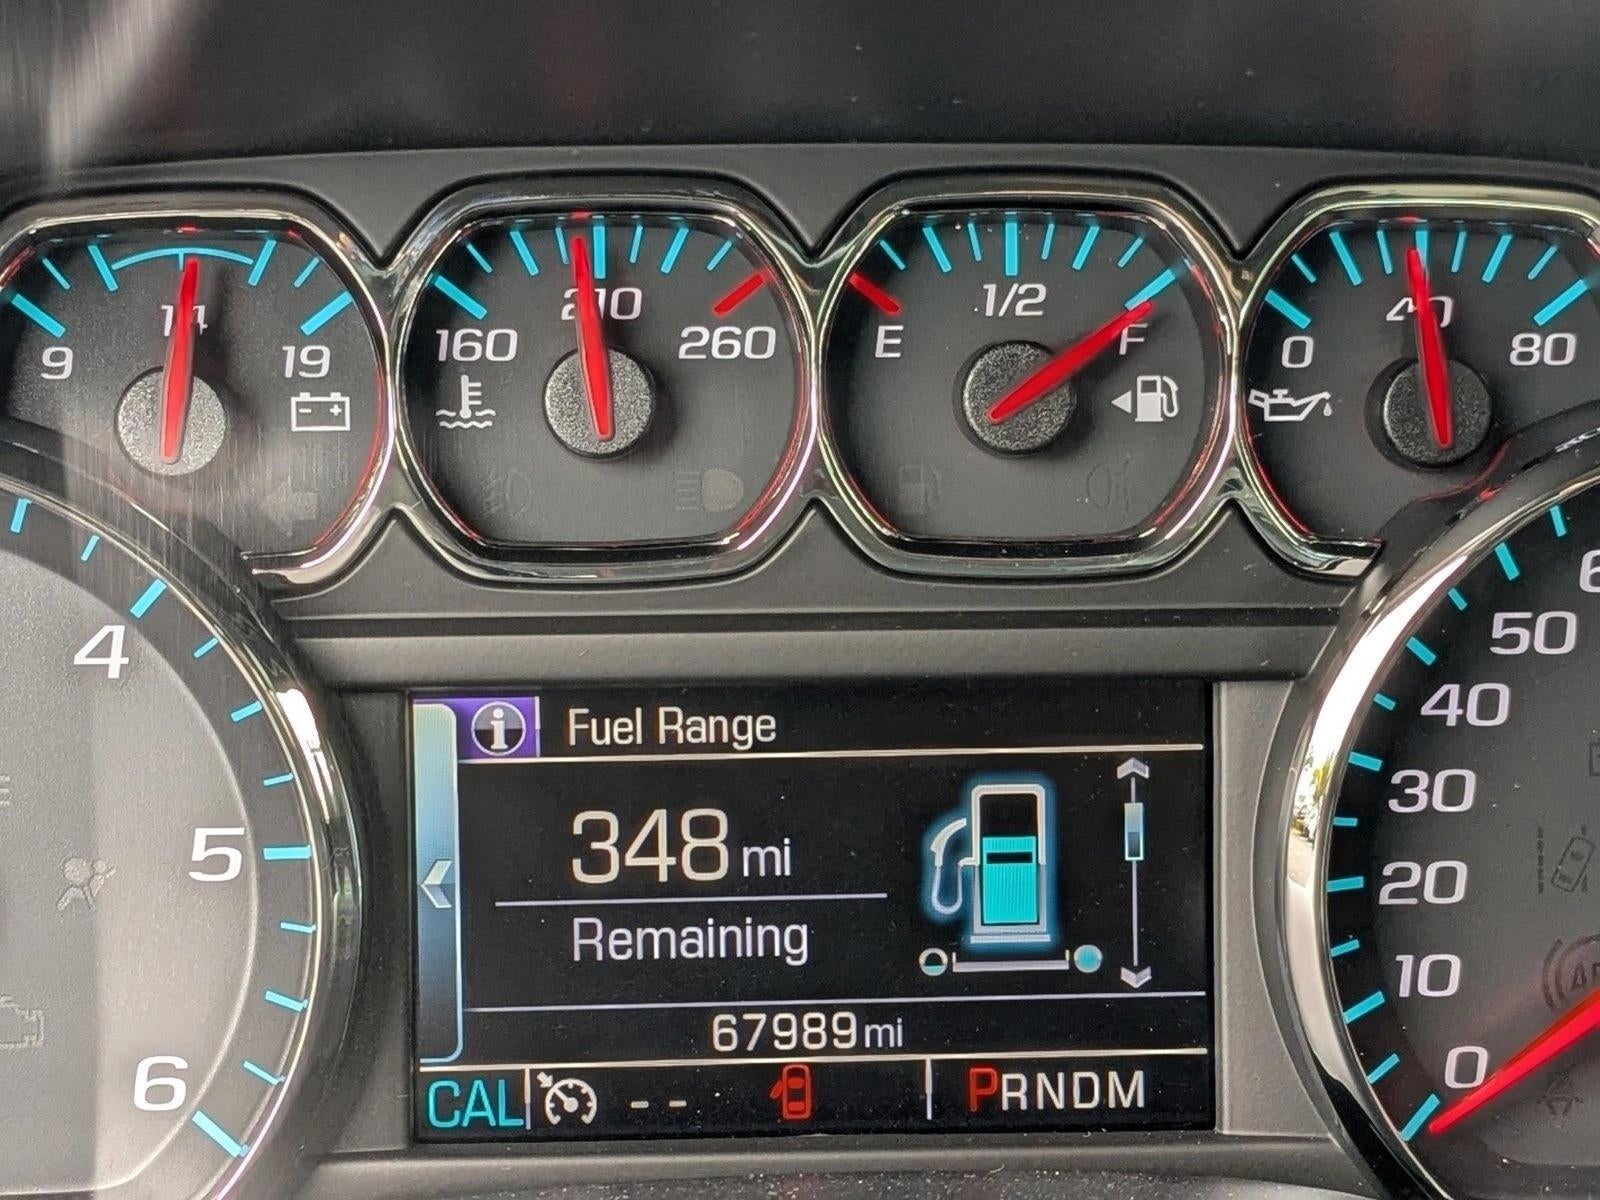 9 14 19
160 210 260
E 1/2 F
0 40 80
4
5
6
i Fuel Range
348 mi
Remaining
67989 mi
CAL -- PRNDM
50
40
30
20
10
0